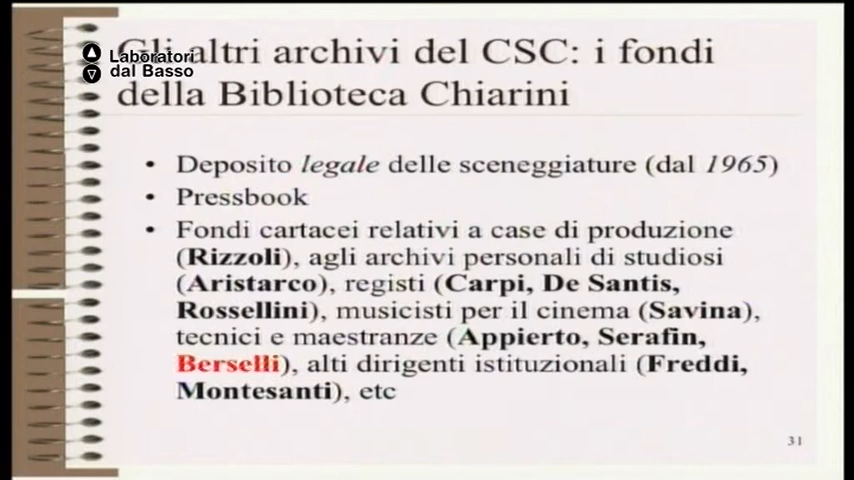 Gli altri archivi del CSC: i fondi
della Biblioteca Chiarini
Laboratori
dal Basso
• Deposito legale delle sceneggiature (dal 1965)
• Pressbook
• Fondi cartacei relativi a case di produzione
(Rizzoli), agli archivi personali di studiosi
(Aristarco), registi (Carpi, De Santis,
Rossellini), musicisti per il cinema (Savina),
tecnici e maestranze (Appierto, Serafin,
Berselli), alti dirigenti istituzionali (Freddi,
Montesanti), etc
31